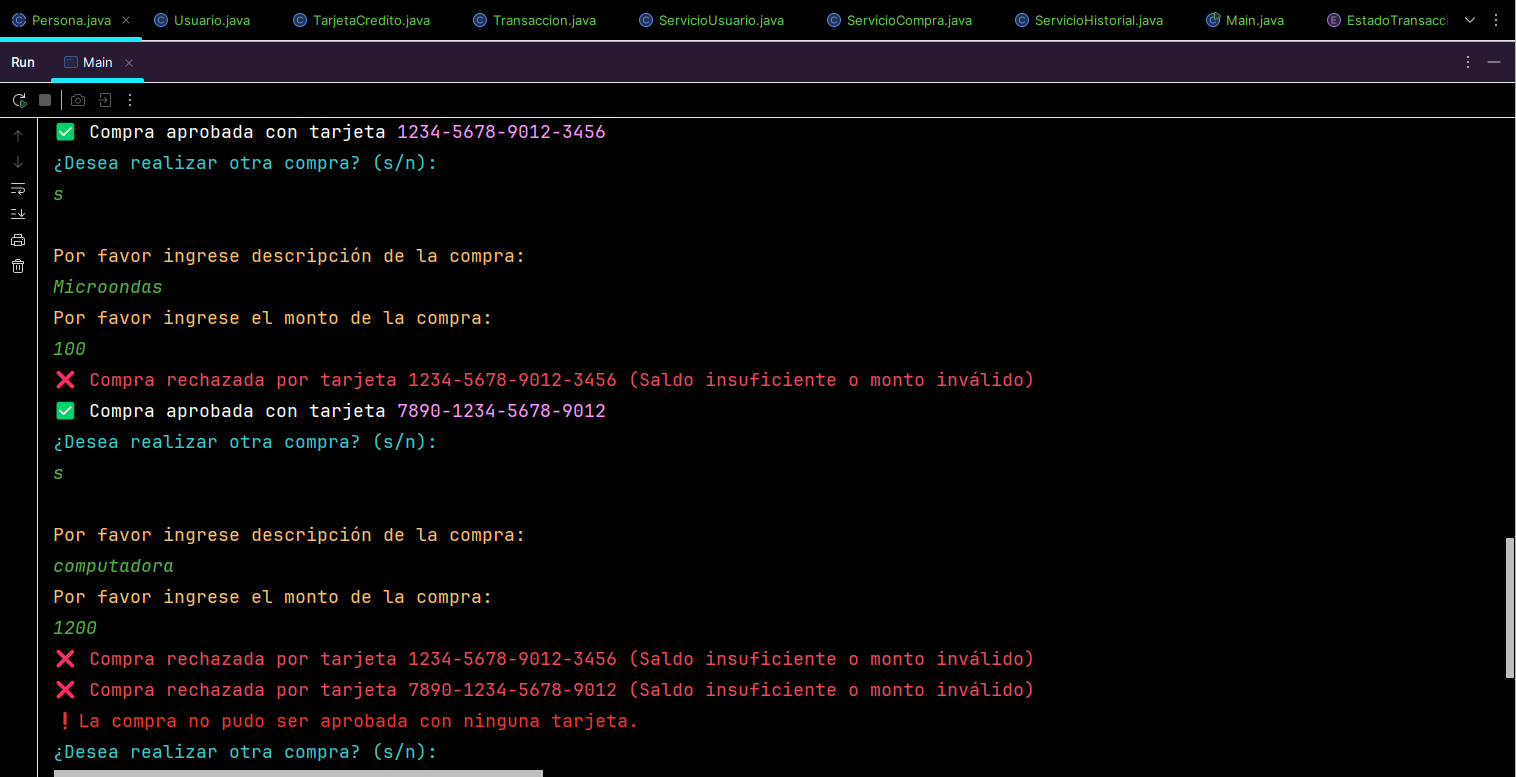 Persona.java Usuario.java TarjetaCredito.java Transaccion.java ServicioUsuario.java ServicioCompra.java ServicioHistorial.java Main.java EstadoTransacci
Run Main
✅ Compra aprobada con tarjeta 1234-5678-9012-3456
¿Desea realizar otra compra? (s/n):
s
Por favor ingrese descripción de la compra:
Microondas
Por favor ingrese el monto de la compra:
100
❌ Compra rechazada por tarjeta 1234-5678-9012-3456 (Saldo insuficiente o monto inválido)
✅ Compra aprobada con tarjeta 7890-1234-5678-9012
¿Desea realizar otra compra? (s/n):
s
Por favor ingrese descripción de la compra:
computadora
Por favor ingrese el monto de la compra:
1200
❌ Compra rechazada por tarjeta 1234-5678-9012-3456 (Saldo insuficiente o monto inválido)
❌ Compra rechazada por tarjeta 7890-1234-5678-9012 (Saldo insuficiente o monto inválido)
❗La compra no pudo ser aprobada con ninguna tarjeta.
¿Desea realizar otra compra? (s/n):